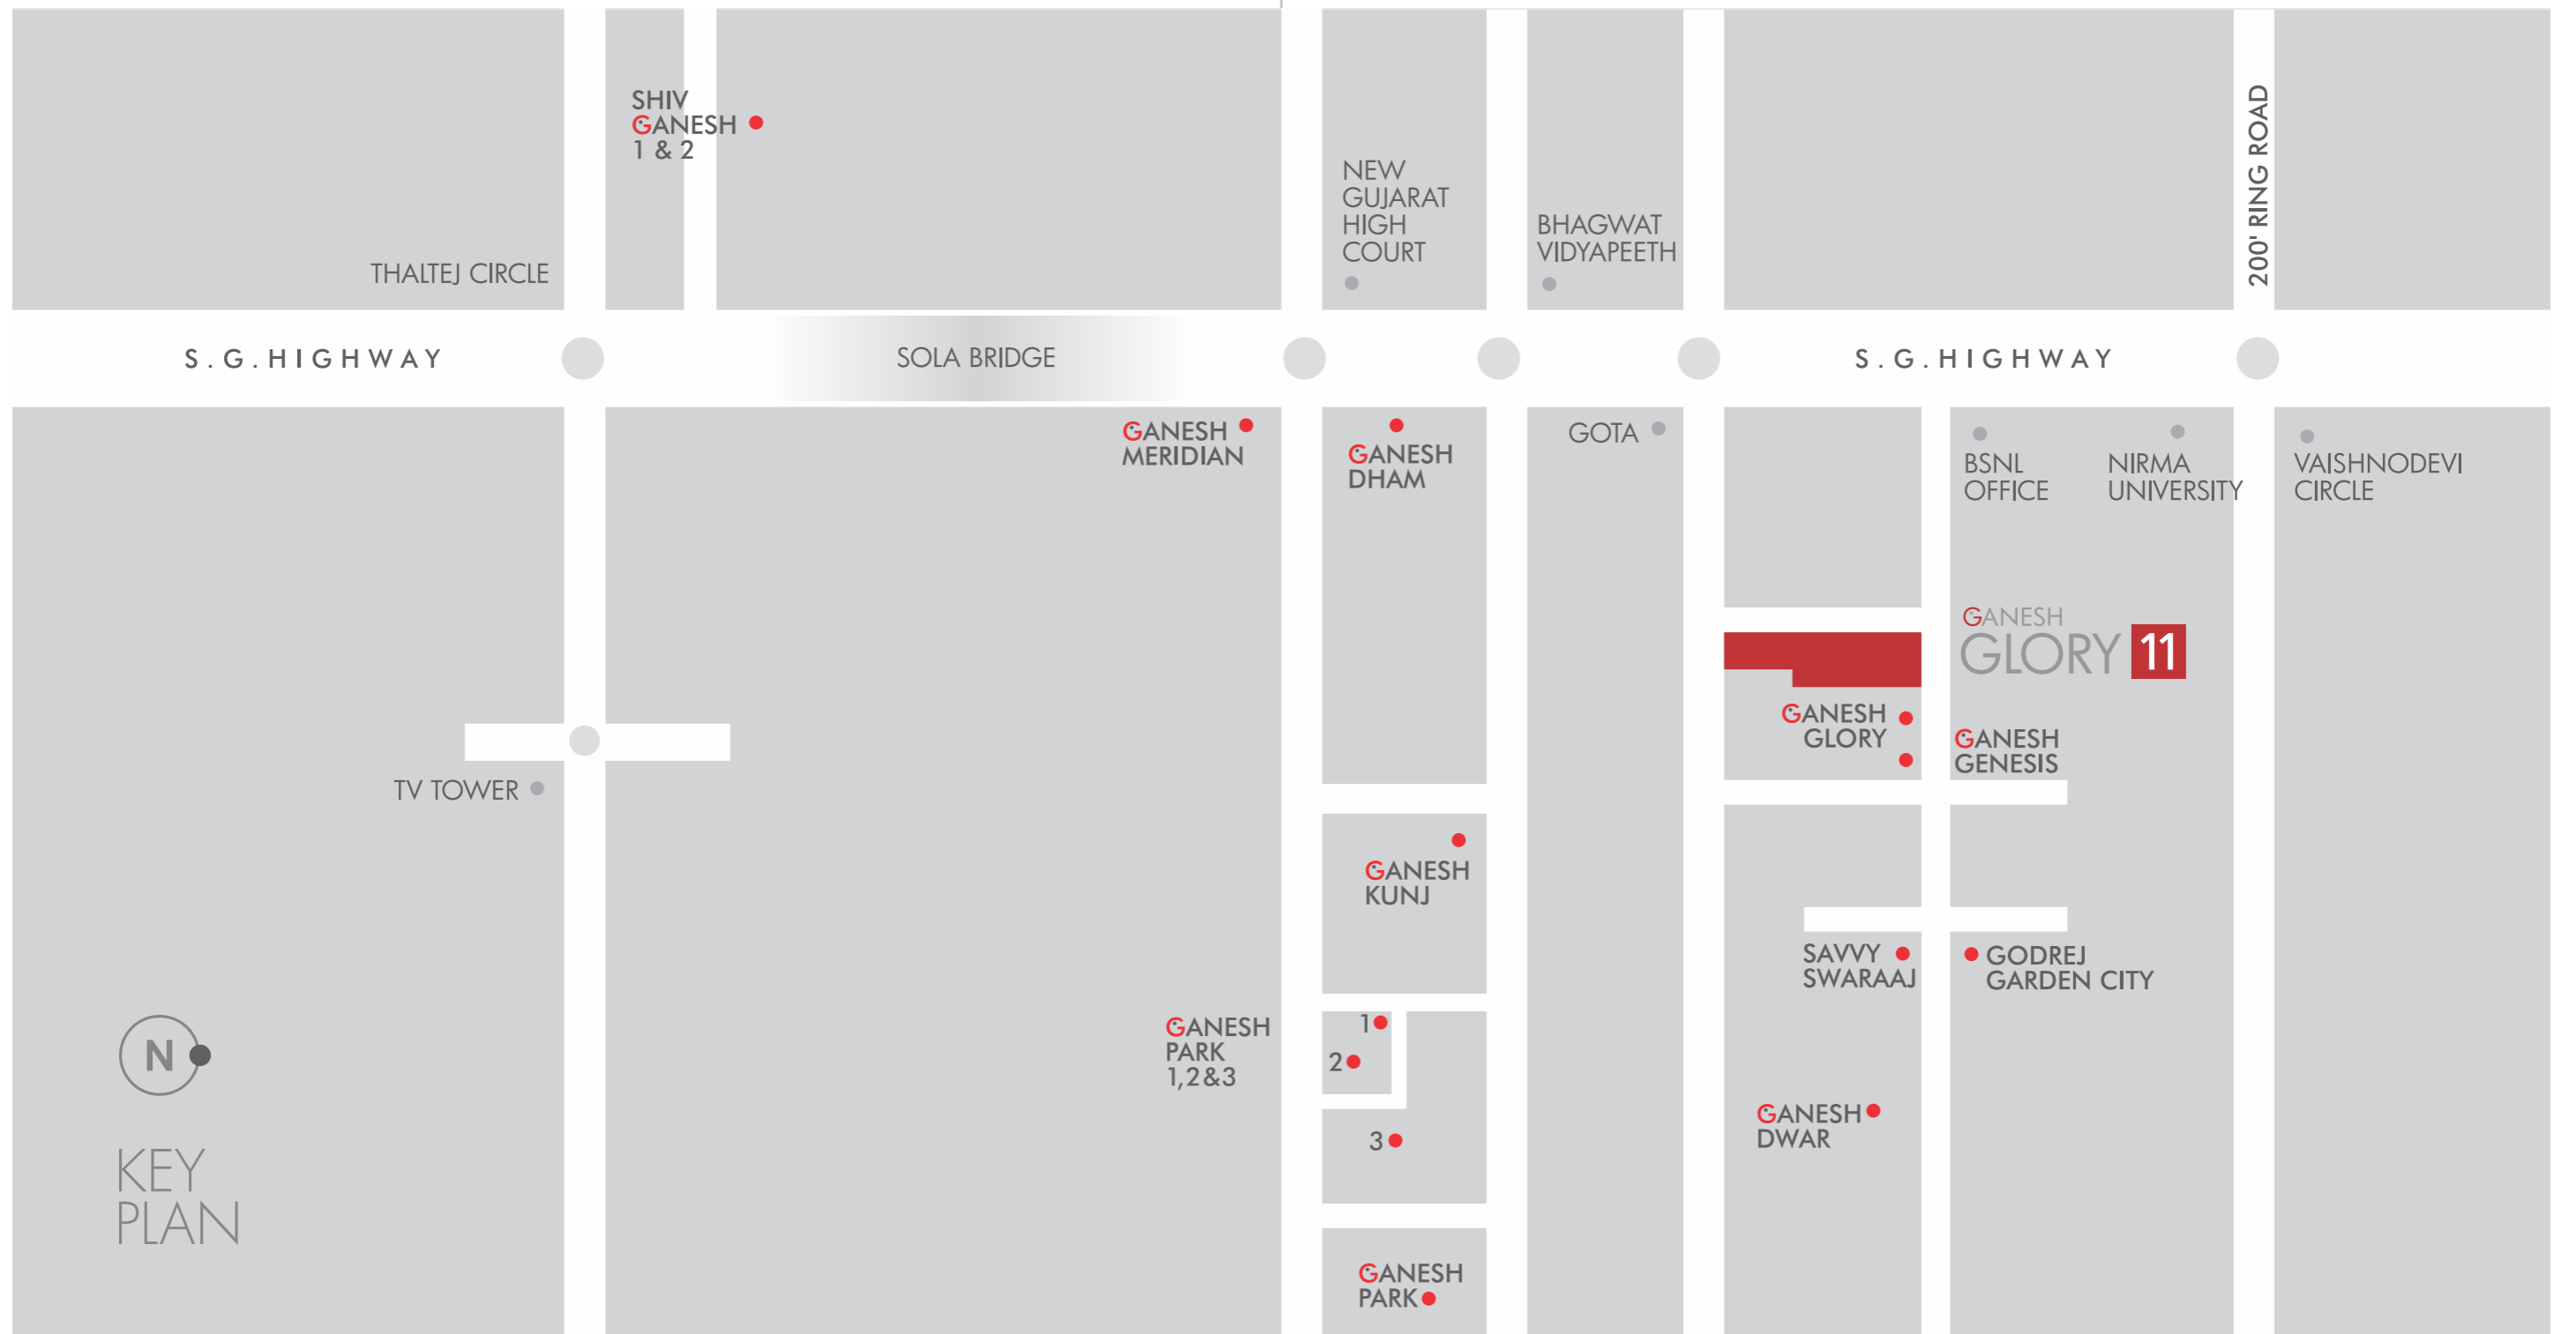 SHIV
GANESH
1 & 2
THALTEJ CIRCLE
NEW
GUJARAT
HIGH
COURT
BHAGWAT
VIDYAPEETH
200' RING ROAD
S.G.HIGHWAY
SOLA BRIDGE
S.G.HIGHWAY
GANESH
MERIDIAN
GANESH
DHAM
GOTA
BSNL
OFFICE
NIRMA
UNIVERSITY
VAISHNODEVI
CIRCLE
GANESH
GLORY 11
GANESH
GLORY
GANESH
GENESIS
TV TOWER
GANESH
KUNJ
SAVVY
SWARAAJ
GODREJ
GARDEN CITY
GANESH
PARK
1,2&3
1
2
3
GANESH
DWAR
N
KEY
PLAN
GANESH
PARK